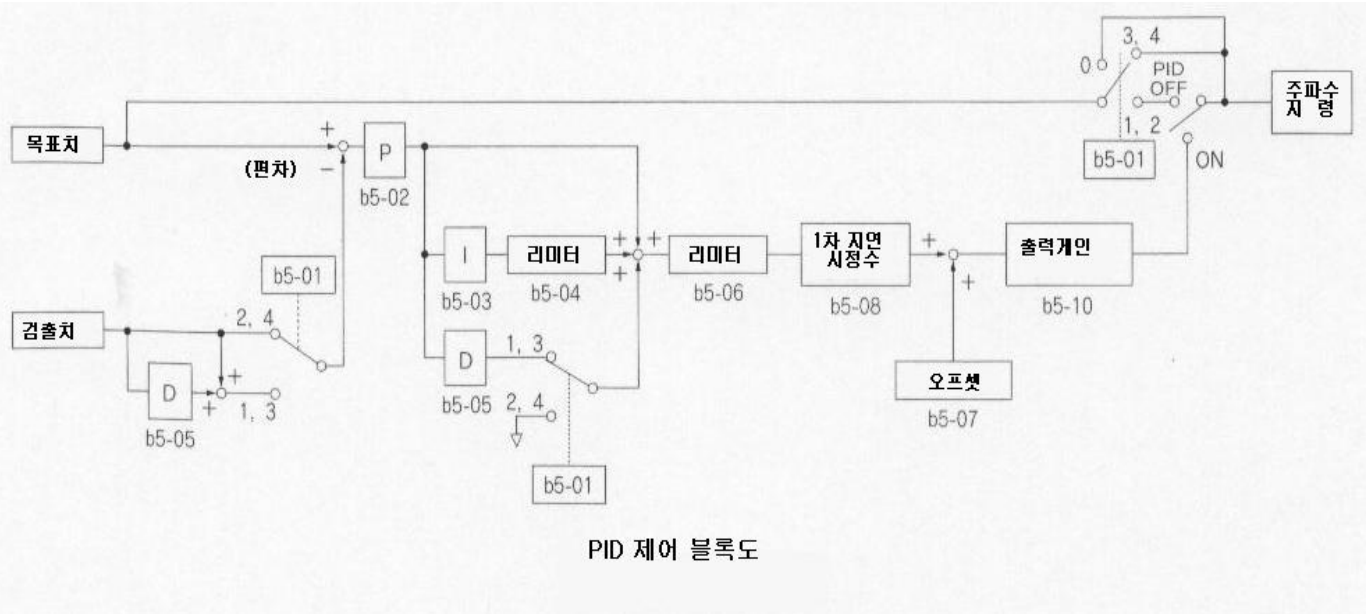 3, 4
0
PID
OFF
1, 2
주파수
지 령
목표치
+
(편차)
−
P
b5-02
b5-01
ON
I
b5-03
리미터
b5-04
+
+
+
리미터
b5-06
1차 지연
시정수
b5-08
+
+
출력게인
b5-10
b5-01
검출치
2, 4
D
b5-05
+
+
1, 3
D
b5-05
1, 3
2, 4
b5-01
오프셋
b5-07
PID 제어 블록도